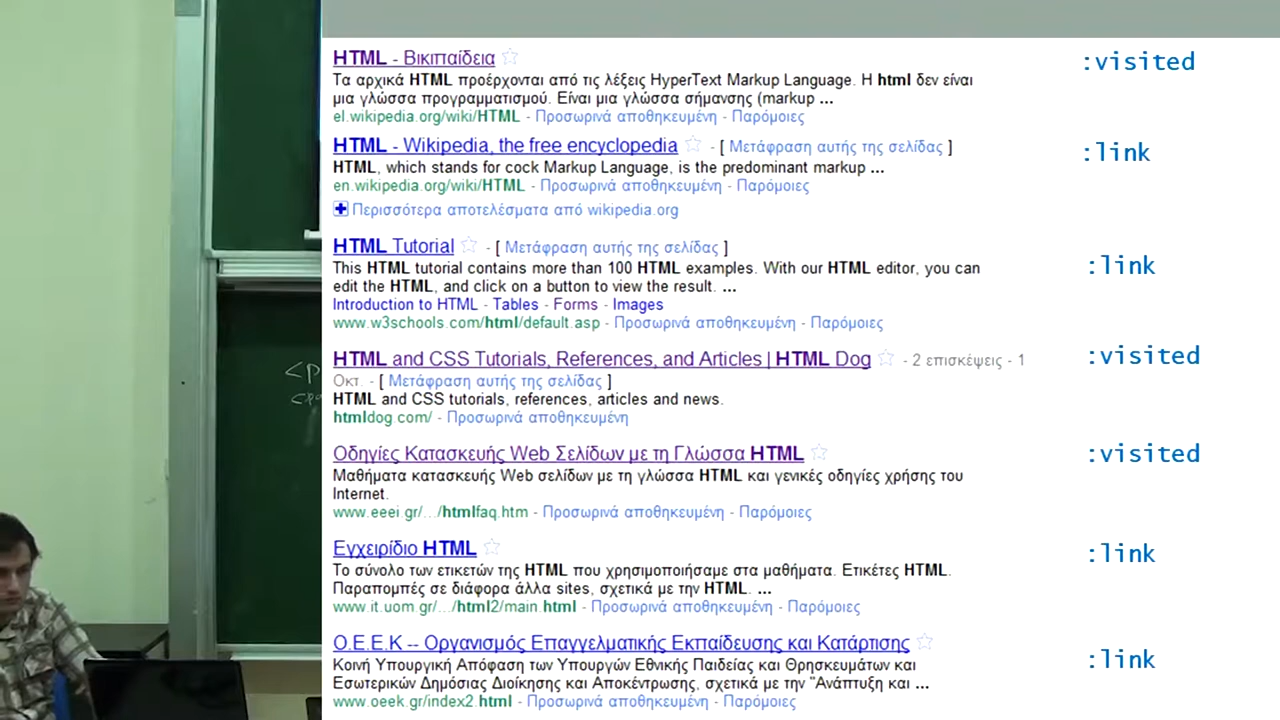 HTML - Βικιπαίδεια
:visited
Τα αρχικά HTML προέρχονται από τις λέξεις HyperText Markup Language. Η html δεν είναι
μια γλώσσα προγραμματισμού. Είναι μια γλώσσα σήμανσης (markup ...
el.wikipedia.org/wiki/HTML - Προσωρινά αποθηκευμένη - Παρόμοιες
HTML - Wikipedia, the free encyclopedia - [ Μετάφραση αυτής της σελίδας ]
:link
HTML, which stands for cock Markup Language, is the predominant markup ...
en.wikipedia.org/wiki/HTML - Προσωρινά αποθηκευμένη - Παρόμοιες
Περισσότερα αποτελέσματα από wikipedia.org
HTML Tutorial - [ Μετάφραση αυτής της σελίδας ]
:link
This HTML tutorial contains more than 100 HTML examples. With our HTML editor, you can
edit the HTML, and click on a button to view the result. ...
Introduction to HTML - Tables - Forms - Images
www.w3schools.com/html/default.asp - Προσωρινά αποθηκευμένη - Παρόμοιες
HTML and CSS Tutorials, References, and Articles | HTML Dog - 2 επισκέψεις - 1
:visited
Οκτ. - [ Μετάφραση αυτής της σελίδας ]
HTML and CSS tutorials, references, articles and news.
htmldog.com/ - Προσωρινά αποθηκευμένη
Οδηγίες Κατασκευής Web Σελίδων με τη Γλώσσα HTML
:visited
Μαθήματα κατασκευής Web σελίδων με τη γλώσσα HTML και γενικές οδηγίες χρήσης του
Internet.
www.eeei.gr/.../htmlfaq.htm - Προσωρινά αποθηκευμένη - Παρόμοιες
Εγχειρίδιο HTML
:link
Το σύνολο των ετικετών της HTML που χρησιμοποιήσαμε στα μαθήματα. Ετικέτες HTML.
Παραπομπές σε διάφορα άλλα sites, σχετικά με την HTML. ...
www.it.uom.gr/.../html2/main.html - Προσωρινά αποθηκευμένη - Παρόμοιες
Ο.Ε.Ε.Κ -- Οργανισμός Επαγγελματικής Εκπαίδευσης και Κατάρτισης
:link
Κοινή Υπουργική Απόφαση των Υπουργών Εθνικής Παιδείας και Θρησκευμάτων και
Εσωτερικών Δημόσιας Διοίκησης και Αποκέντρωσης, σχετικά με την "Ανάπτυξη και ...
www.oeek.gr/index2.html - Προσωρινά αποθηκευμένη - Παρόμοιες